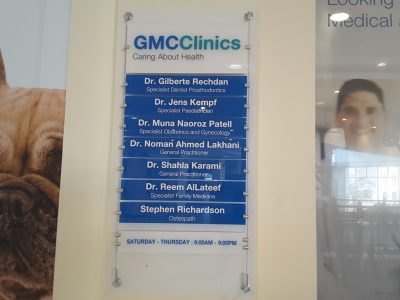 GMCClinics
Caring About Health
Dr. Gilberte Rechdan
Specialist Dentist Prosthodontics
Dr. Jens Kempf
Specialist Paediatrician
Dr. Muna Naoroz Patell
Specialist Obstetrics and Gynecology
Dr. Noman Ahmed Lakhani
General Practitioner
Dr. Shahla Karami
General Practitioner
Dr. Reem AlLateef
Specialist Family Medicine
Stephen Richardson
Osteopath
SATURDAY - THURSDAY : 8:00AM - 9:00PM
Looking
Medical a